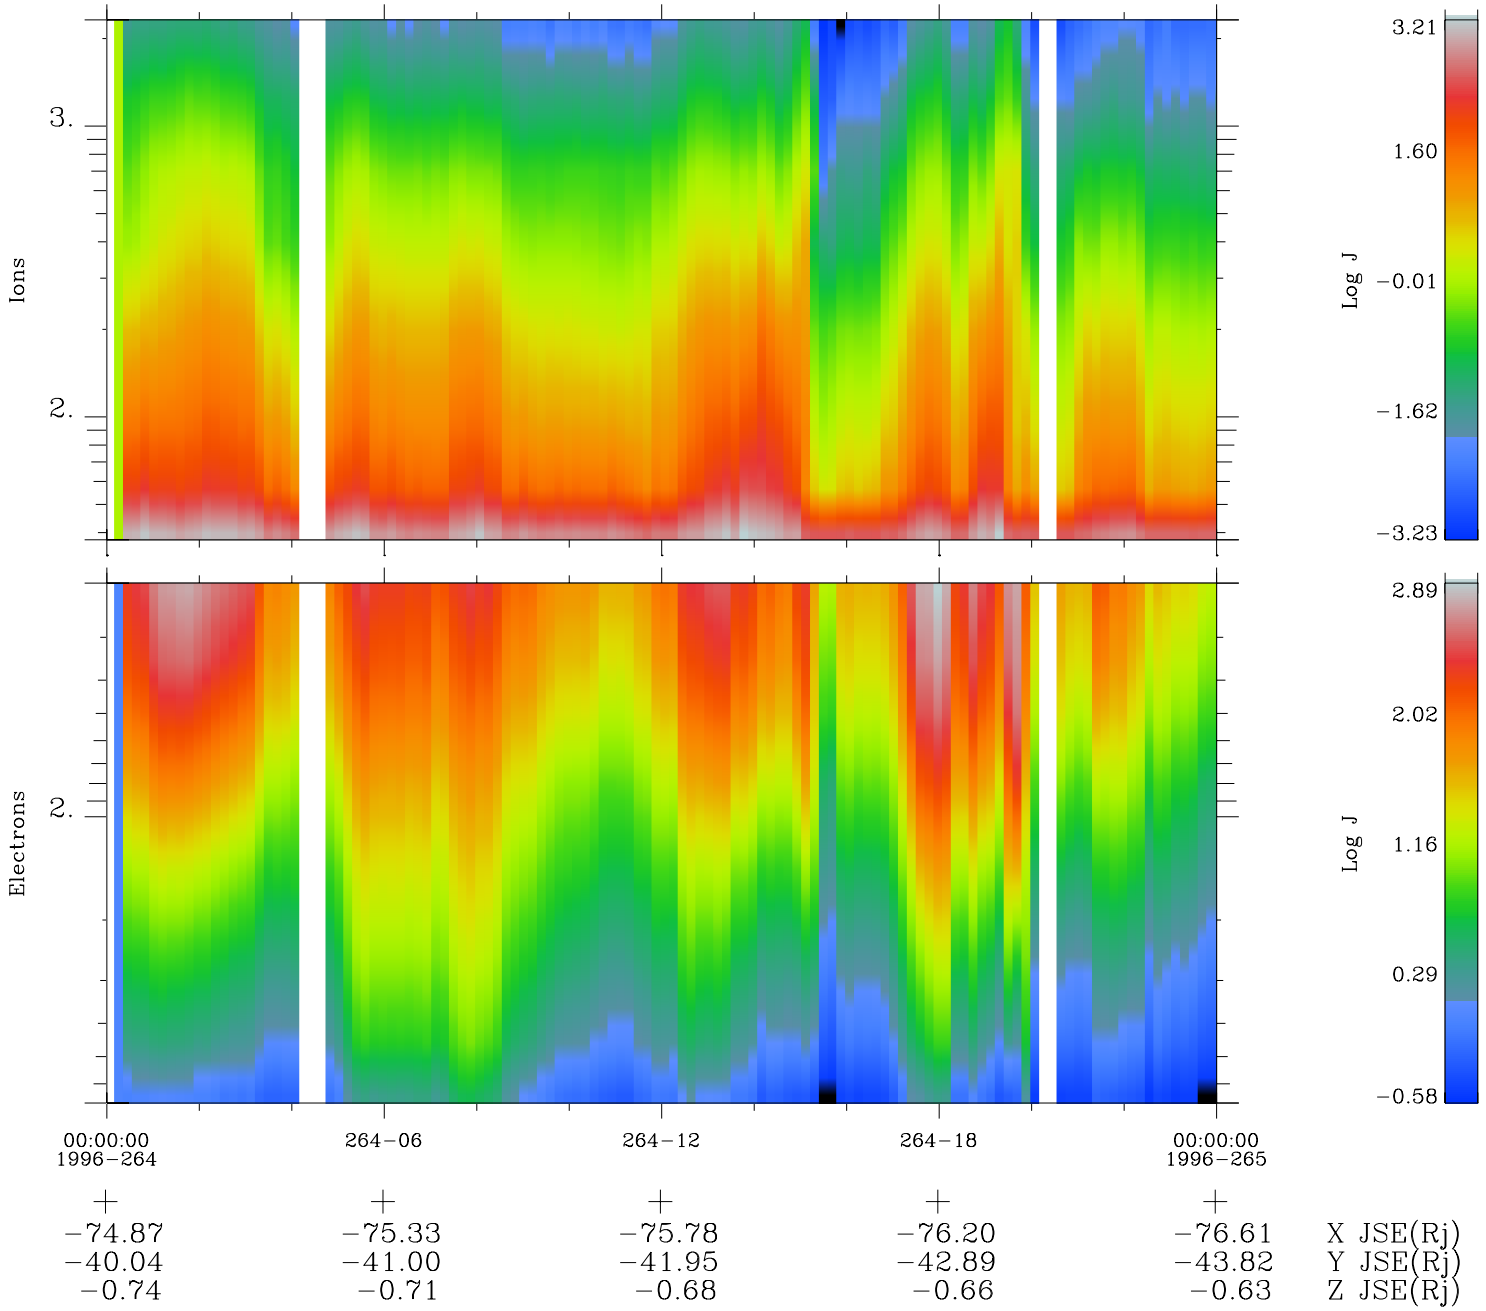 3.21
3.
1.60
Ions
Log J
−0.01
2.
−1.62
−3.23
2.89
2.02
Electrons
2.
Log J
1.16
0.29
−0.58
00:00:00 264−06 264−12 264−18 00:00:00
1996−264 1996−265
−74.87 −75.33 −75.78 −76.20 −76.61 X JSE(Rj)
−40.04 −41.00 −41.95 −42.89 −43.82 Y JSE(Rj)
−0.74 −0.71 −0.68 −0.66 −0.63 Z JSE(Rj)